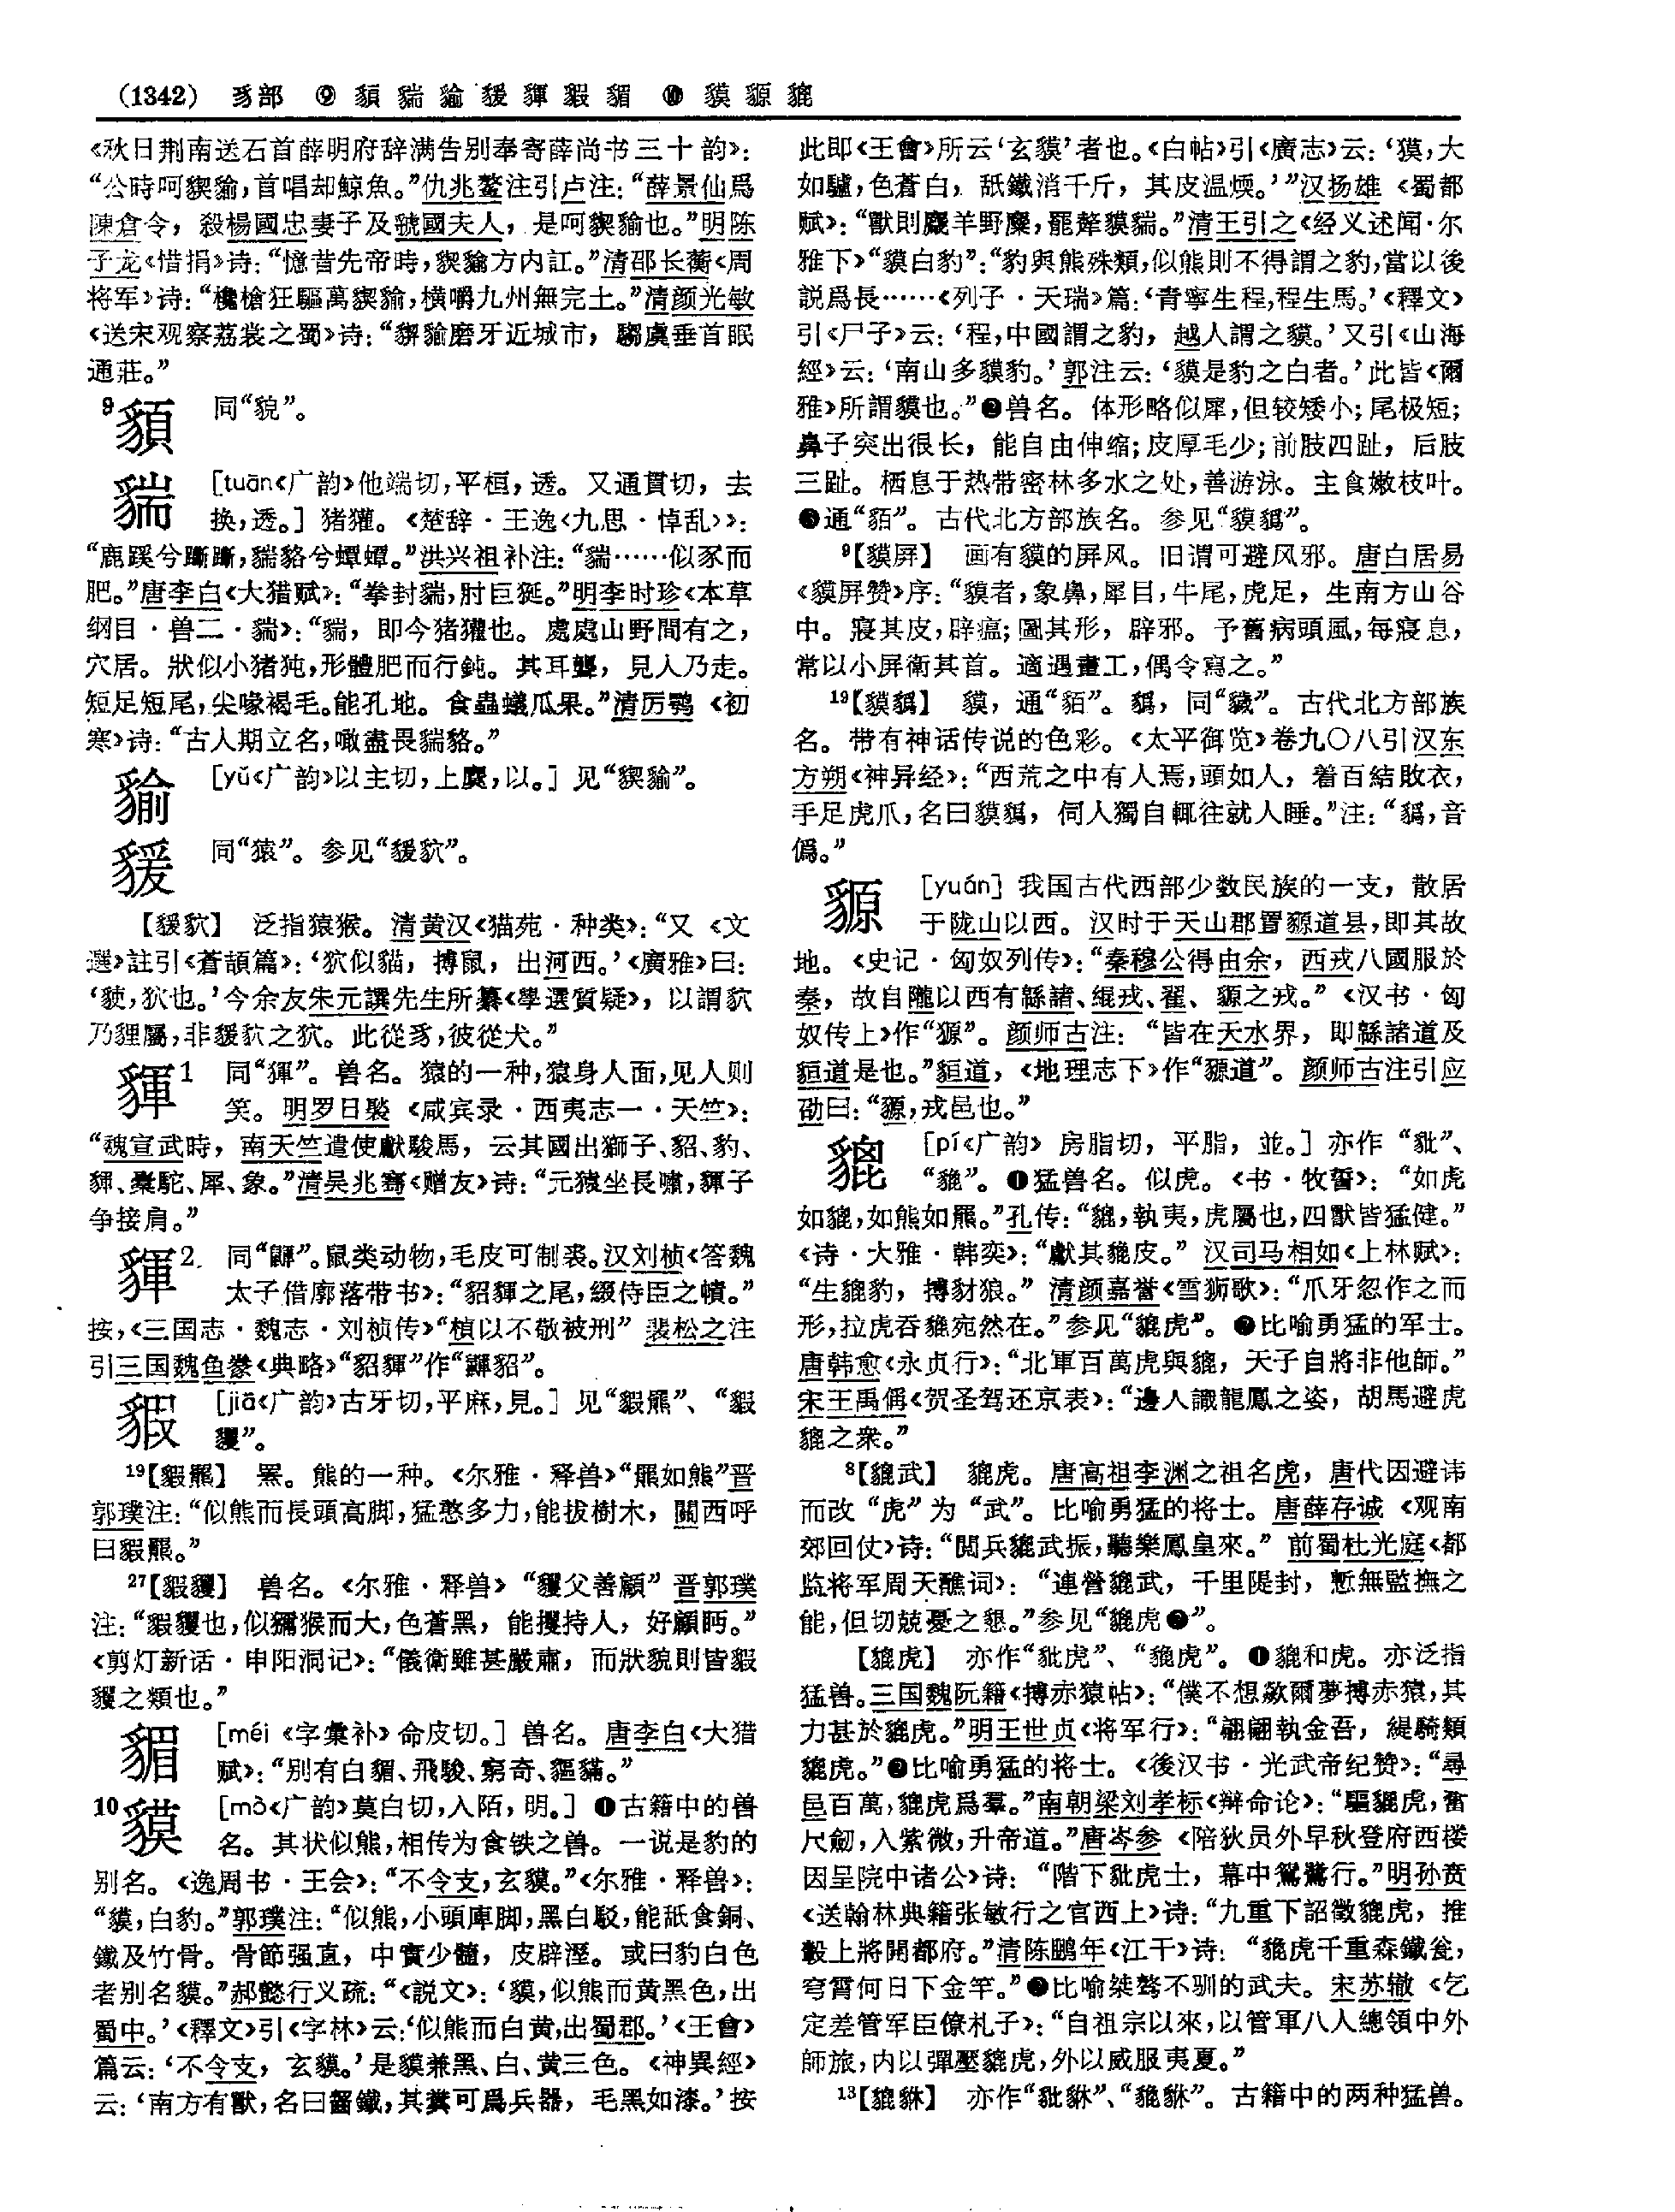 (1342) 豸部 ⑨ 䫉 貒 貐 猨 貚 貑 䝨 ⑩ 貘 豲 貔
《秋日荆南送石首薛明府辞满告别奉寄薛尚书三十韵》：
“公時呵猰貐，首唱却鯨魚。”仇兆鳌注引卢注：“薛景仙爲
陳倉令，殺楊國忠妻子及虢國夫人，是呵猰貐也。”明陈
子龙《惜捐》诗：“憶昔先帝時，猰貐方内訌。”清邵长蘅《周
将军》诗：“欃槍狂驅萬猰貐，横嚼九州無完土。”清颜光敏
《送宋观察荔裳之蜀》诗：“猰貐磨牙近城市，騶虞垂首眠
通莊。”
9 同“貌”。
貒 [tuān《广韵》他端切，平桓，透。又通貫切，去
换，透。] 猪獾。《楚辞·王逸〈九思·悼乱〉》：
“鹿蹊兮躖躖，貒貉兮蟫蟫。”洪兴祖补注：“貒……似豕而
肥。”唐李白《大猎赋》：“拳封貒，肘巨狿。”明李时珍《本草
纲目·兽二·貒》：“貒，即今猪獾也。處處山野間有之，
穴居。狀似小猪㹠，形體肥而行鈍。其耳聾，見人乃走。
短足短尾，尖喙褐毛。能孔地。食蟲蟻瓜果。”清厉鹗《初
寒》诗：“古人期立名，噉盡畏貒貉。”
貐 [yǔ《广韵》以主切，上麌，以。] 见“猰貐”。
同“猿”。参见“猨㹭”。
泛指猿猴。清黄汉《猫苑·种类》：“又《文
選》註引《蒼頡篇》：‘狖似貓，搏鼠，出河西。’《廣雅》曰：
‘貁，狖也。’今余友朱元譔先生所纂《學選質疑》，以謂貁
乃貍屬，非猨狖之狖。此從豸，彼從犬。”
1 同“獋”。兽名。猿的一种，猿身人面，见人则
笑。明罗日褧《咸宾录·西夷志一·天竺》：
“魏宣武時，南天竺遣使獻駿馬，云其國出獅子、貂、豹、
貚、橐駝、犀、象。”清吴兆骞《赠友》诗：“元猿坐長嘯，貚子
争接肩。”
2. 同“鼲”。鼠类动物，毛皮可制裘。汉刘桢《答魏
太子借廓落带书》：“貂貚之尾，缀侍臣之幘。”
按，《三国志·魏志·刘桢传》“桢以不敬被刑”裴松之注
引三国魏鱼豢《典略》“貂貚”作“鼲貂”。
貑 [jiā《广韵》古牙切，平麻，見。] 见“貑羆”、“貑
玃”。
19【貑羆】 罴。熊的一种。《尔雅·释兽》“羆如熊”晋
郭璞注：“似熊而長頭高脚，猛憨多力，能拔樹木，關西呼
曰貑羆。”
27【貑玃】 兽名。《尔雅·释兽》“玃父善顧”晋郭璞
注：“貑玃也，似獼猴而大，色蒼黑，能攫持人，好顧眄。”
《剪灯新话·申阳洞记》：“儀衛雖甚嚴肅，而狀貌則皆貑
玃之類也。”
[méi《字彙补》命皮切。] 兽名。唐李白《大猎
赋》：“别有白䝨、飛駿、窮奇、貙㺎。”
10 貘 [mò《广韵》莫白切，入陌，明。] ❶古籍中的兽
名。其状似熊，相传为食铁之兽。一说是豹的
别名。《逸周书·王会》：“不令支，玄貘。”《尔雅·释兽》：
“貘，白豹。”郭璞注：“似熊，小頭庳脚，黑白駁，能舐食銅、
鐵及竹骨。骨節强直，中實少髓，皮辟溼。或曰豹白色
者别名貘。”郝懿行义疏：“《説文》：‘貘，似熊而黄黑色，出
蜀中。’《釋文》引《字林》云：‘似熊而白黄，出蜀郡。’《王會》
篇云：‘不令支，玄貘。’是貘兼黑、白、黄三色。《神異經》
云：‘南方有獸，名曰齧鐵，其糞可爲兵器，毛黑如漆。’按
此即《王會》所云‘玄貘’者也。《白帖》引《廣志》云：‘貘，大
如驢，色蒼白，舐鐵消千斤，其皮温煗。’”汉扬雄《蜀都
赋》：“獸則麙羊野麋，罷犛貘貒。”清王引之《经义述闻·尔
雅下》“貘白豹”：“豹與熊殊類，似熊則不得謂之豹，當以後
説爲長……《列子·天瑞》篇：‘青寧生程，程生馬。’《釋文》
引《尸子》云：‘程，中國謂之豹，越人謂之貘。’又引《山海
經》云：‘南山多貘豹。’郭注云：‘貘是豹之白者。’此皆《爾
雅》所謂貘也。”❷兽名。体形略似犀，但较矮小；尾极短；
鼻子突出很长，能自由伸缩；皮厚毛少；前肢四趾，后肢
三趾。栖息于热带密林多水之处，善游泳。主食嫩枝叶。
❸通“貊”。古代北方部族名。参见“貘㺔”。
9【貘屏】 画有貘的屏风。旧谓可避风邪。唐白居易
《貘屏赞》序：“貘者，象鼻，犀目，牛尾，虎足，生南方山谷
中。寢其皮，辟瘟；圖其形，辟邪。予舊病頭風，每寢息，
常以小屏衛其首。適遇畫工，偶令寫之。”
19 貘，通“貊”。同“獩”。古代北方部族
名。带有神话传说的色彩。《太平御览》卷九〇八引汉东
方朔《神异经》：“西荒之中有人焉，頭如人，着百結敗衣，
手足虎爪，名曰貘㺔，伺人獨自輒往就人睡。”注：“㺔，音
僞。”
豲 [yuán] 我国古代西部少数民族的一支，散居
于陇山以西。汉时于天山郡置豲道县，即其故
地。《史记·匈奴列传》：“秦穆公得由余，西戎八國服於
秦，故自隴以西有緜諸、緄戎、翟、豲之戎。”《汉书·匈
奴传上》作“獂”。颜师古注：“皆在天水界，即緜諸道及
貆道是也。”貆道，《地理志下》作“豲道”。颜师古注引应
劭曰：“豲，戎邑也。”
貔 [pí《广韵》房脂切，平脂，並。] 亦作“豼”、
“貔”。❶猛兽名。似虎。《书·牧誓》：“如虎
如貔，如熊如羆。”孔传：“貔，執夷，虎屬也，四獸皆猛健。”
《诗·大雅·韩奕》：“獻其貔皮。”汉司马相如《上林赋》：
“生貔豹，搏豺狼。”清颜嘉誉《雪狮歌》：“爪牙忽作之而
形，拉虎吞貔宛然在。”参见“貔虎”。❷比喻勇猛的军士。
唐韩愈《永贞行》：“北軍百萬虎與貔，天子自將非他師。”
宋王禹偁《贺圣驾还京表》：“邊人識龍鳳之姿，胡馬避虎
貔之衆。”
8【貔武】 貔虎。唐高祖李渊之祖名虎，唐代因避讳
而改“虎”为“武”。比喻勇猛的将士。唐薛存诚《观南
郊回仗》诗：“閲兵貔武振，聽樂鳳皇來。”前蜀杜光庭《都
监将军周天醮词》：“連營貔武，千里隄封，慙無監撫之
能，但切兢憂之懇。”参见“貔虎❷”。
【貔虎】 亦作“豼虎”、“貔虎”。❶貔和虎。亦泛指
猛兽。三国魏阮籍《搏赤猿帖》：“僕不想歘爾夢搏赤猿，其
力甚於貔虎。”明王世贞《将军行》：“翩翩執金吾，緹騎類
貔虎。”❷比喻勇猛的将士。《後汉书·光武帝纪赞》：“尋
邑百萬，貔虎爲羣。”南朝梁刘孝标《辩命论》：“驅貔虎，奮
尺劒，入紫微，升帝道。”唐岑参《陪狄员外早秋登府西楼
因呈院中诸公》诗：“階下豼虎士，幕中鴛鷺行。”明孙蕡
《送翰林典籍张敏行之官西上》诗：“九重下詔徵貔虎，推
轂上將開都府。”清陈鹏年《江干》诗：“貔虎千重森鐵瓮，
穹霄何日下金竿。”❸比喻桀骜不驯的武夫。宋苏辙《乞
定差管军臣僚札子》：“自祖宗以來，以管軍八人總領中外
師旅，内以彈壓貔虎，外以威服夷夏。”
13【貔貅】 亦作“豼貅”、“貔貅”。古籍中的两种猛兽。